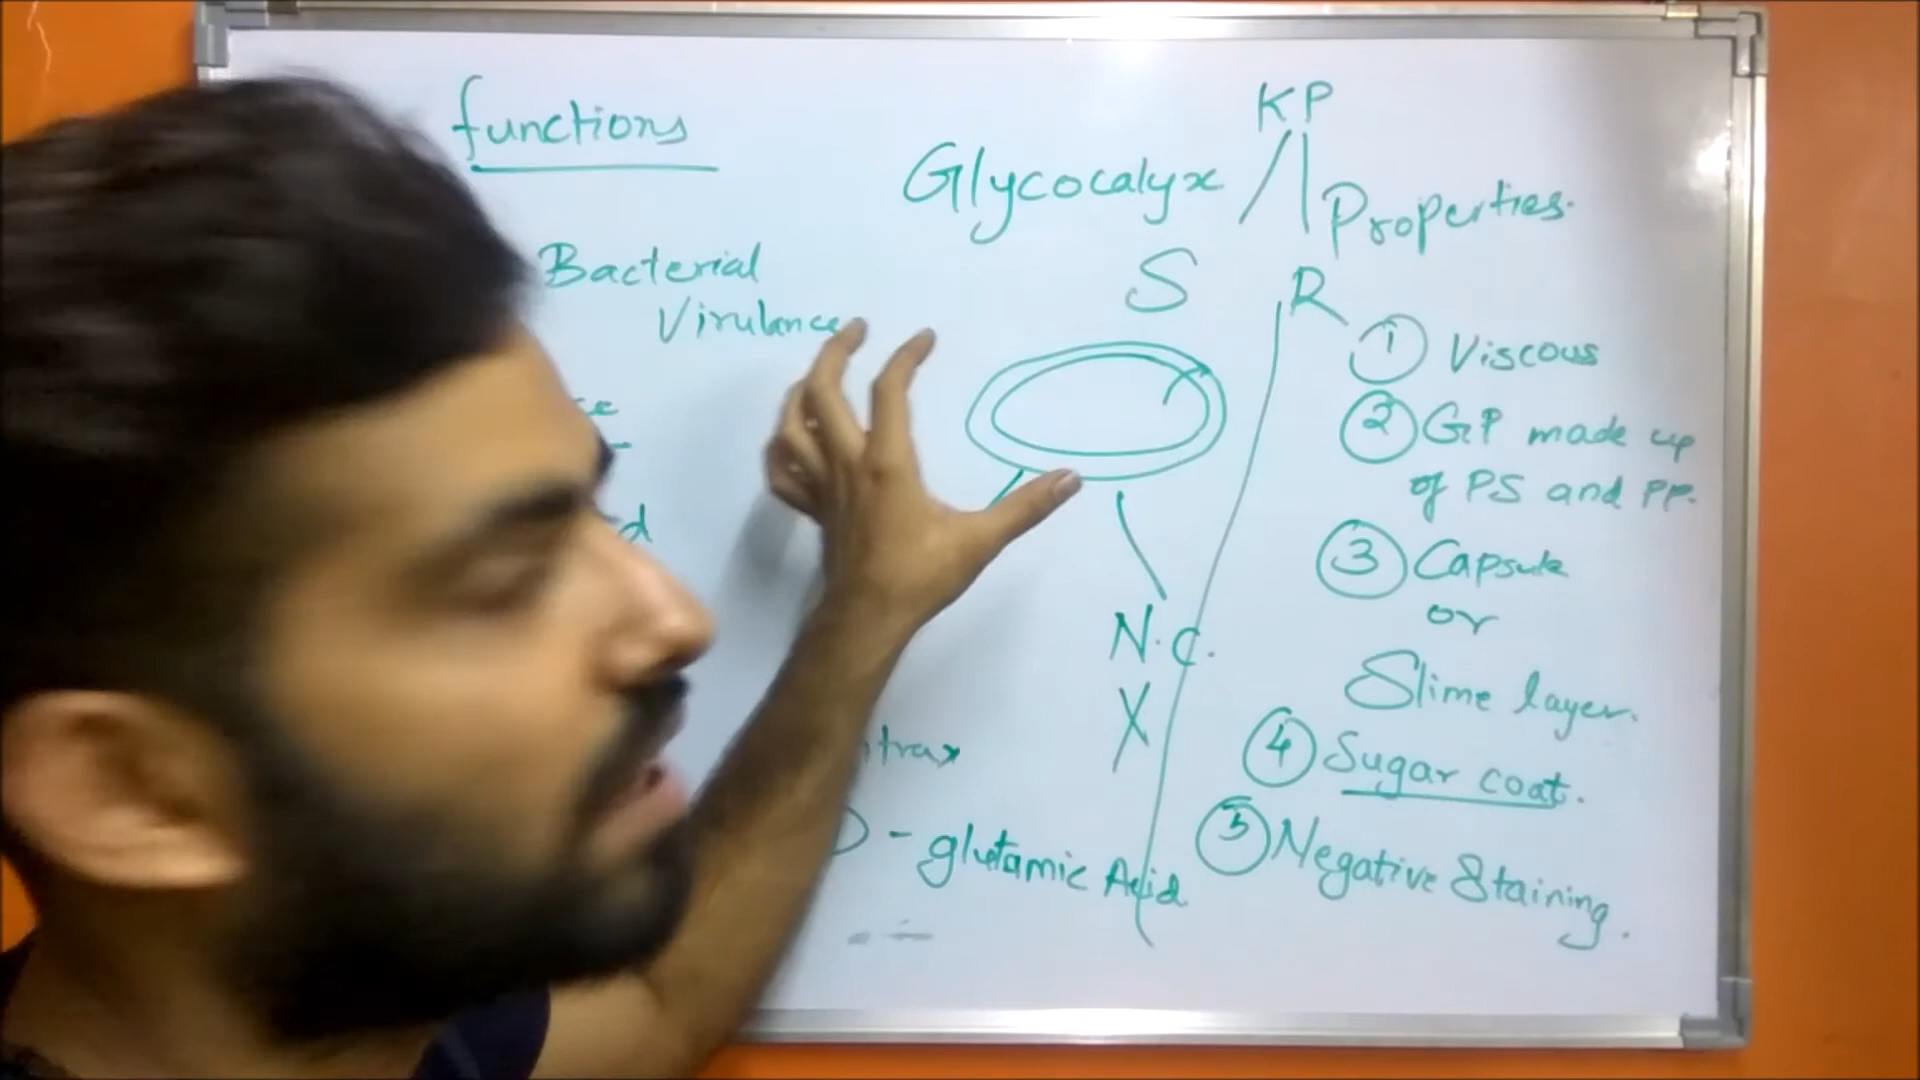 functions
KP
Glycocalyx
Properties.
Bacterial
Virulance
S
R
1 Viscous
2 GP made up
of PS and PP.
3 Capsule
or
Slime layer.
N.C.
X
4 Sugar coat.
- glutamic Acid
5 Negative Staining.